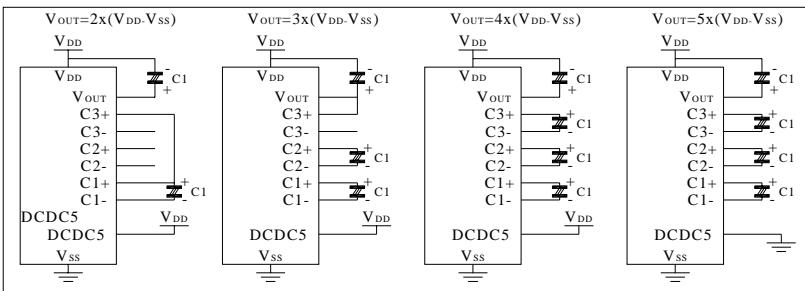 VOUT=2x(VDD-VSS)
VDD
- C1
+
VDD
VOUT
C3+
C3-
C2+
C2-
C1+
C1-
+
C1
-
DCDC5
VDD
DCDC5
VSS
VOUT=3x(VDD-VSS)
VDD
- C1
+
VDD
VOUT
C3+
C3-
C2+
C2-
+
C1
-
C1+
C1-
+
C1
-
VDD
DCDC5
VSS
VOUT=4x(VDD-VSS)
VDD
- C1
+
VDD
VOUT
C3+
C3-
+
C1
-
C2+
C2-
+
C1
-
C1+
C1-
+
C1
-
VDD
DCDC5
VSS
VOUT=5x(VDD-VSS)
VDD
- C1
+
VDD
VOUT
C3+
C3-
+
C1
-
C2+
C2-
+
C1
-
C1+
C1-
+
C1
-
DCDC5
VSS